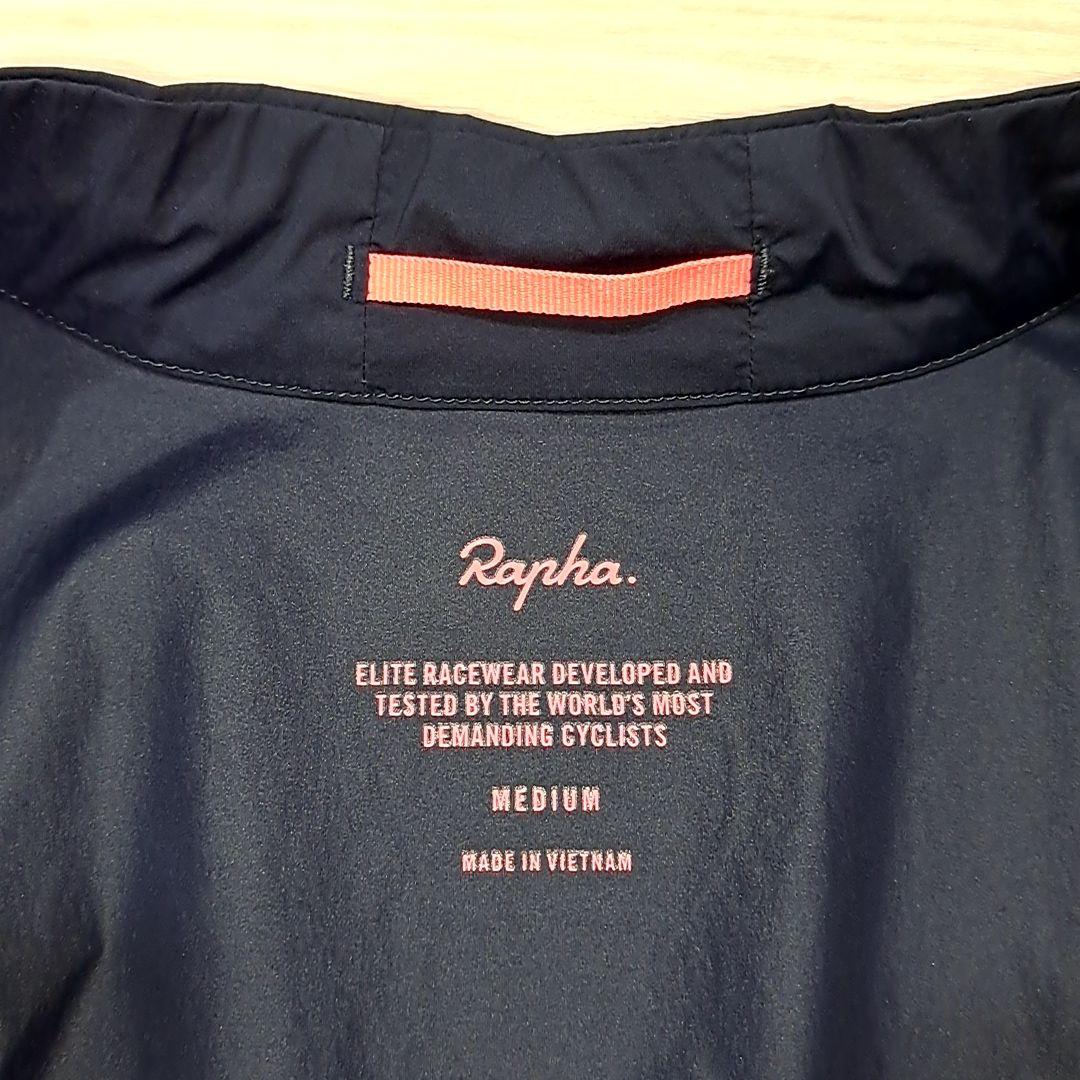 Rapha.
ELITE RACEWEAR DEVELOPED AND
TESTED BY THE WORLD'S MOST
DEMANDING CYCLISTS
MEDIUM
MADE IN VIETNAM